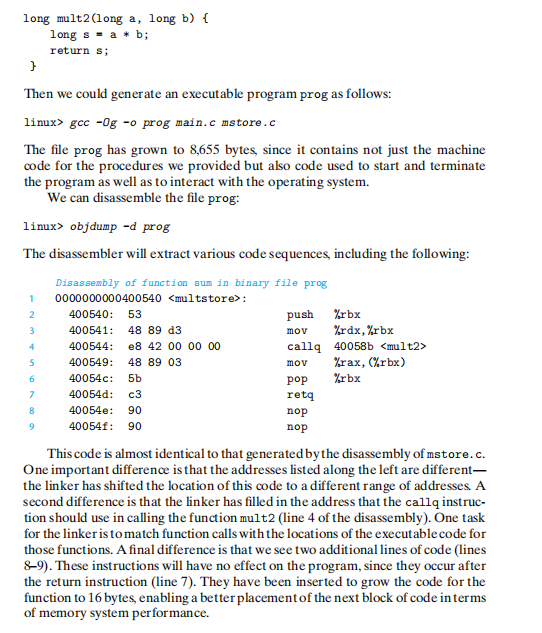 long mult2(long a, long b) {
    long s = a * b;
    return s;
}
Then we could generate an executable program prog as follows:
linux> gcc -Og -o prog main.c mstore.c
The file prog has grown to 8,655 bytes, since it contains not just the machine
code for the procedures we provided but also code used to start and terminate
the program as well as to interact with the operating system.
We can disassemble the file prog:
linux> objdump -d prog
The disassembler will extract various code sequences, including the following:
Disassembly of function sum in binary file prog
1 0000000000400540 <multstore>:
2 400540: 53 push %rbx
3 400541: 48 89 d3 mov %rdx,%rbx
4 400544: e8 42 00 00 00 callq 40058b <mult2>
5 400549: 48 89 03 mov %rax,(%rbx)
6 40054c: 5b pop %rbx
7 40054d: c3 retq
8 40054e: 90 nop
9 40054f: 90 nop
This code is almost identical to that generated by the disassembly of mstore.c.
One important difference is that the addresses listed along the left are different—
the linker has shifted the location of this code to a different range of addresses. A
second difference is that the linker has filled in the address that the callq instruc-
tion should use in calling the function mult2 (line 4 of the disassembly). One task
for the linker is to match function calls with the locations of the executable code for
those functions. A final difference is that we see two additional lines of code (lines
8–9). These instructions will have no effect on the program, since they occur after
the return instruction (line 7). They have been inserted to grow the code for the
function to 16 bytes, enabling a better placement of the next block of code in terms
of memory system performance.